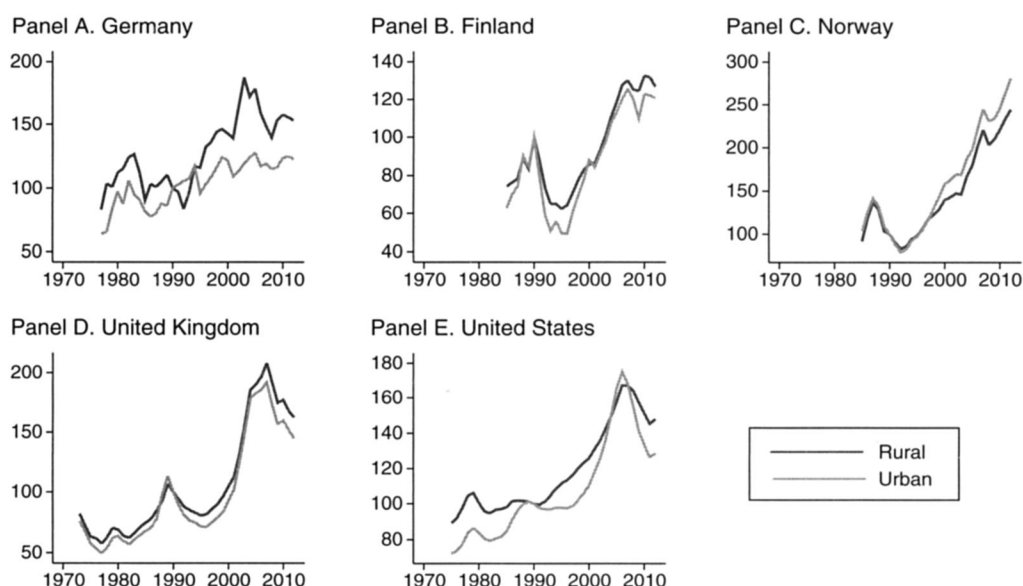 Panel A. Germany
200
150
100
50
1970 1980 1990 2000 2010
Panel B. Finland
140
120
100
80
60
40
1970 1980 1990 2000 2010
Panel C. Norway
300
250
200
150
100
1970 1980 1990 2000 2010
Panel D. United Kingdom
200
150
100
50
1970 1980 1990 2000 2010
Panel E. United States
180
160
140
120
100
80
1970 1980 1990 2000 2010
Rural
Urban